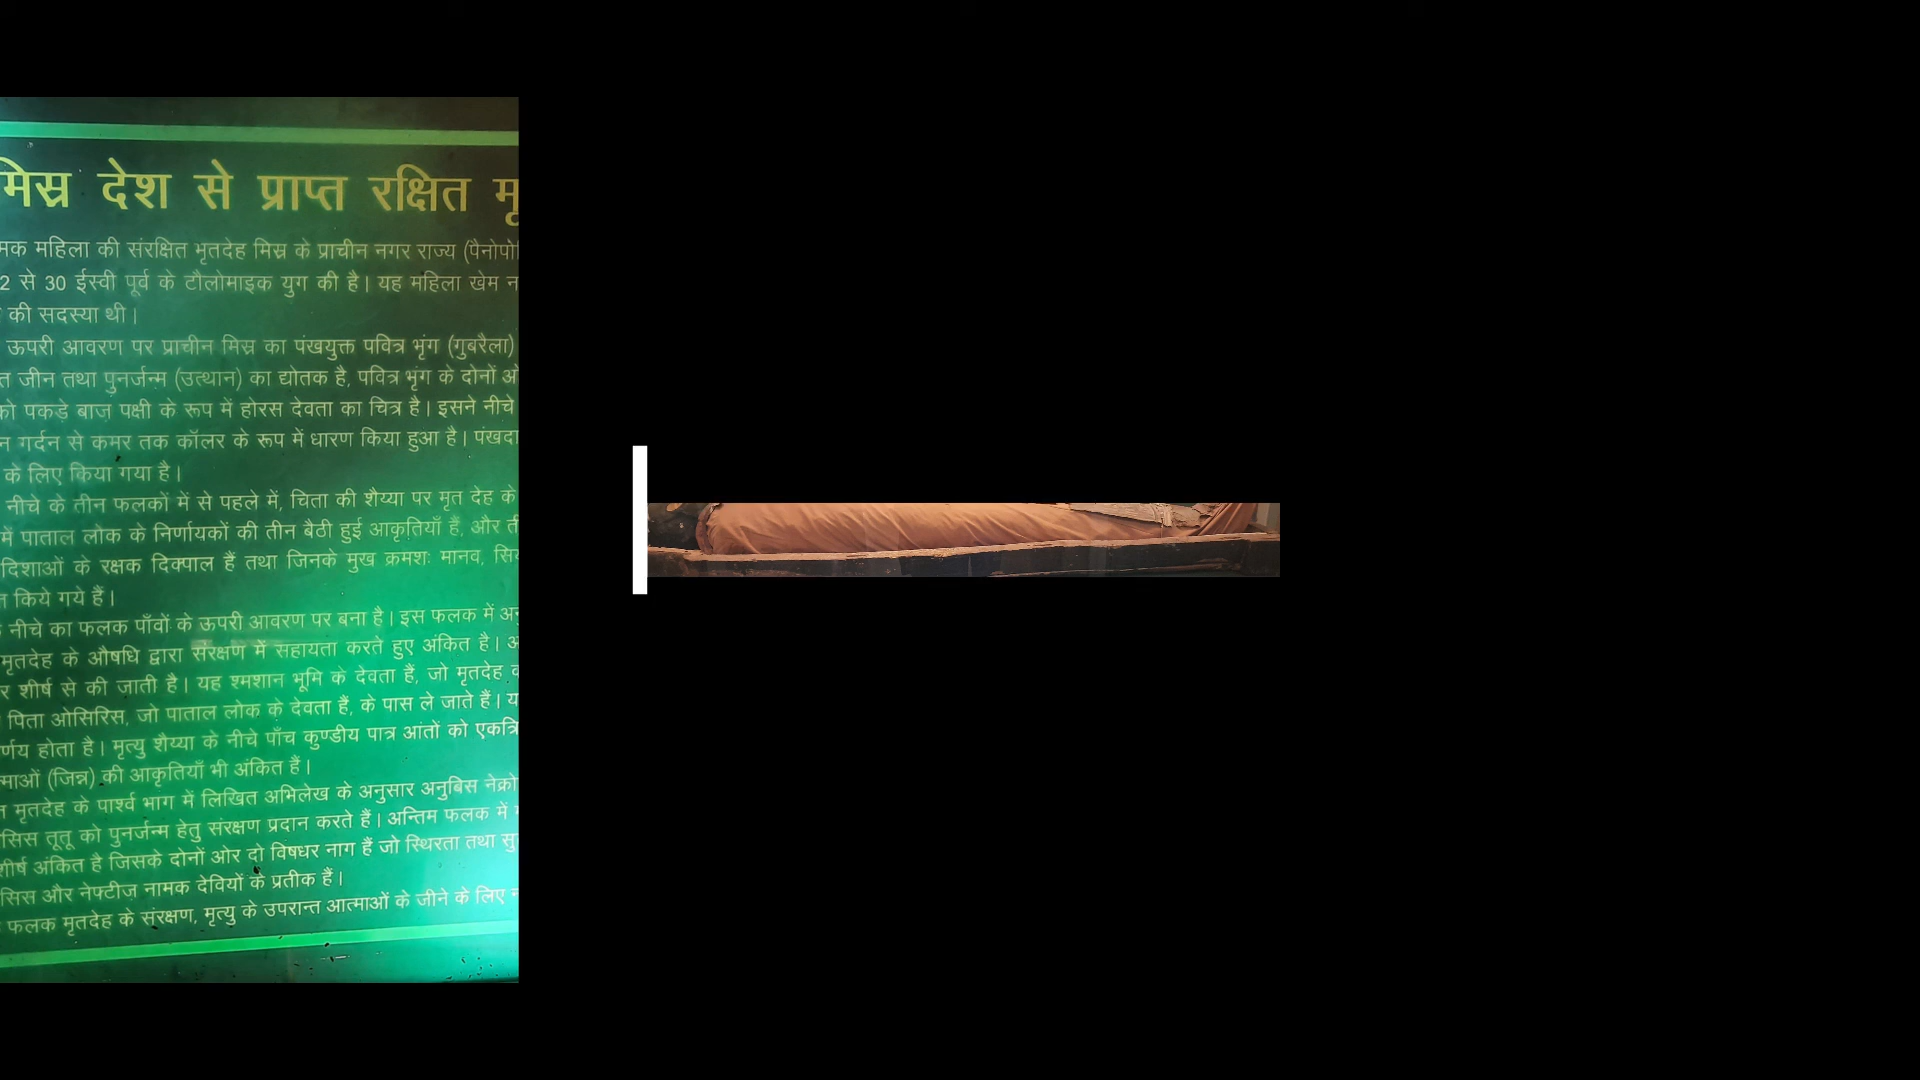 मिस्र देश से प्राप्त रक्षित
महिला की संरक्षित मृतदेह मिस्र के प्राचीन नगर राज्य
से 30 ईस्वी पूर्व के टौलोमाइक युग की है। यह महिला खेम
की सदस्या थी।
ऊपरी आवरण पर प्राचीन मिस्र का पंखयुक्त पवित्र भृंग (गुबरैला)
जीन तथा पुनर्जन्म (उत्थान) का द्योतक है, पवित्र भृंग के दोनों
को पकड़े बाज़ पक्षी के रूप में होरस देवता का चित्र है। इसने नीचे
गर्दन से कमर तक कॉलर के रूप में धारण किया हुआ है।
के लिए किया गया है।
नीचे के तीन फलकों में से पहले में, चिता की शैय्या पर मृत देह के
में पाताल लोक के निर्णायकों की तीन बैठी हुई आकृतियाँ हैं, और
दिशाओं के रक्षक दिक्पाल हैं तथा जिनके मुख क्रमशः मानव,
किये गये हैं।
नीचे का फलक पाँवों के ऊपरी आवरण पर बना है। इस फलक में
मृतदेह के औषधि द्वारा संरक्षण में सहायता करते हुए अंकित है।
शीर्ष से की जाती है। यह श्मशान भूमि के देवता हैं, जो मृतदेह
पिता ओसिरिस, जो पाताल लोक के देवता हैं, के पास ले जाते हैं।
होता है। मृत्यु शैय्या के नीचे पाँच कुण्डीय पात्र आंतों को
(जिन्न) की आकृतियाँ भी अंकित हैं।
मृतदेह के पार्श्व भाग में लिखित अभिलेख के अनुसार अनुबिस
तूतू को पुनर्जन्म हेतु संरक्षण प्रदान करते हैं। अन्तिम फलक में
शीर्ष अंकित है जिसके दोनों ओर दो विषधर नाग हैं जो स्थिरता तथा
और नेफ्टीज़ नामक देवियों के प्रतीक हैं।
फलक मृतदेह के संरक्षण, मृत्यु के उपरान्त आत्माओं के जीने के लिए